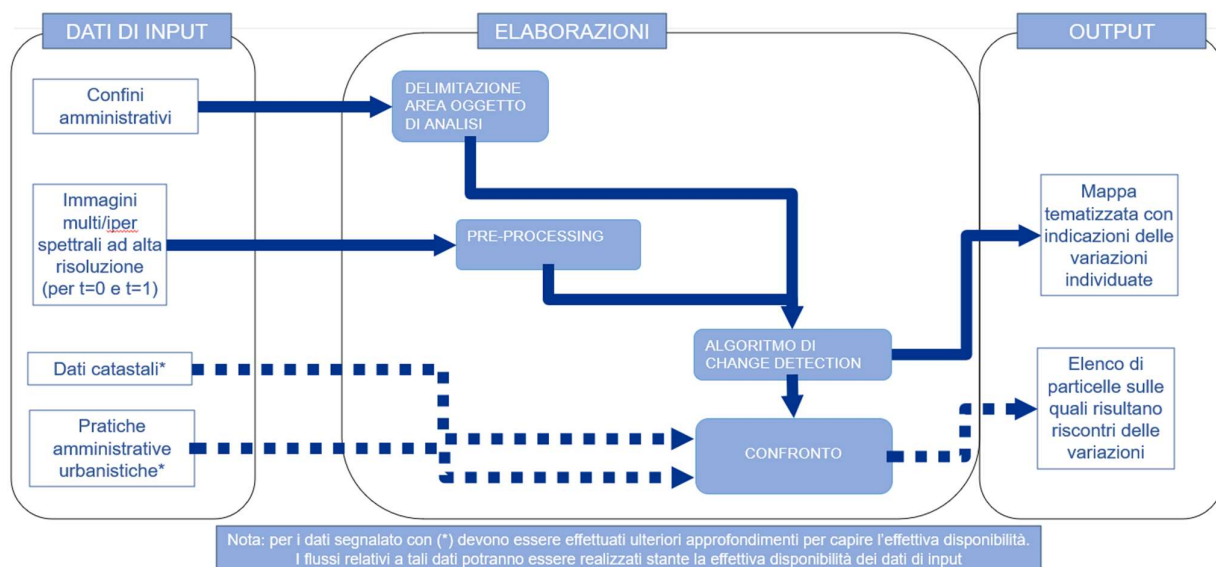 DATI DI INPUT
ELABORAZIONI
OUTPUT
Confini
amministrativi
DELIMITAZIONE
AREA OGGETTO
DI ANALISI
Immagini
multi/iper
spettrali ad alta
risoluzione
(per t=0 e t=1)
PRE-PROCESSING
Mappa
tematizzata con
indicazioni delle
variazioni
individuate
ALGORITMO DI
CHANGE DETECTION
Dati catastali*
Elenco di
particelle sulle
quali risultano
riscontri delle
variazioni
Pratiche
amministrative
urbanistiche*
CONFRONTO
Nota: per i dati segnalato con (*) devono essere effettuati ulteriori approfondimenti per capire l'effettiva disponibilità.
I flussi relativi a tali dati potranno essere realizzati stante la effettiva disponibilità dei dati di input